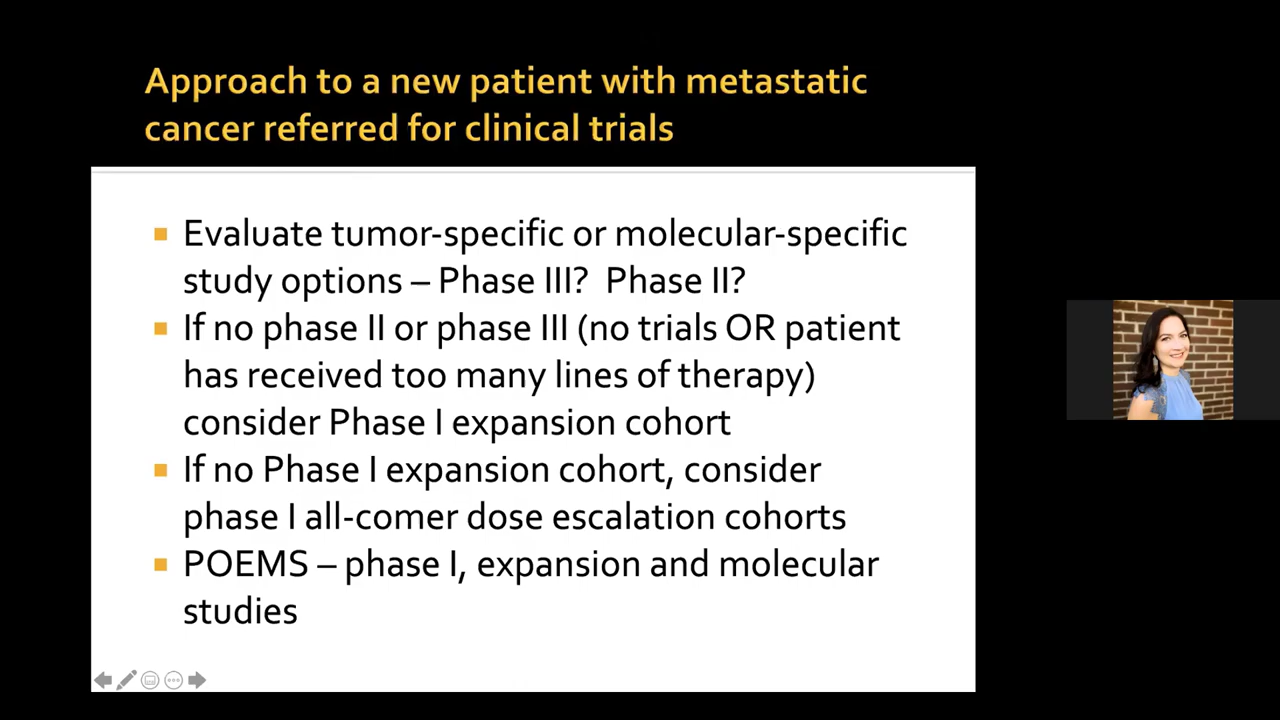 Approach to a new patient with metastatic
cancer referred for clinical trials
Evaluate tumor-specific or molecular-specific
study options – Phase III?  Phase II?
If no phase II or phase III (no trials OR patient
has received too many lines of therapy)
consider Phase I expansion cohort
If no Phase I expansion cohort, consider
phase I all-comer dose escalation cohorts
POEMS – phase I, expansion and molecular
studies